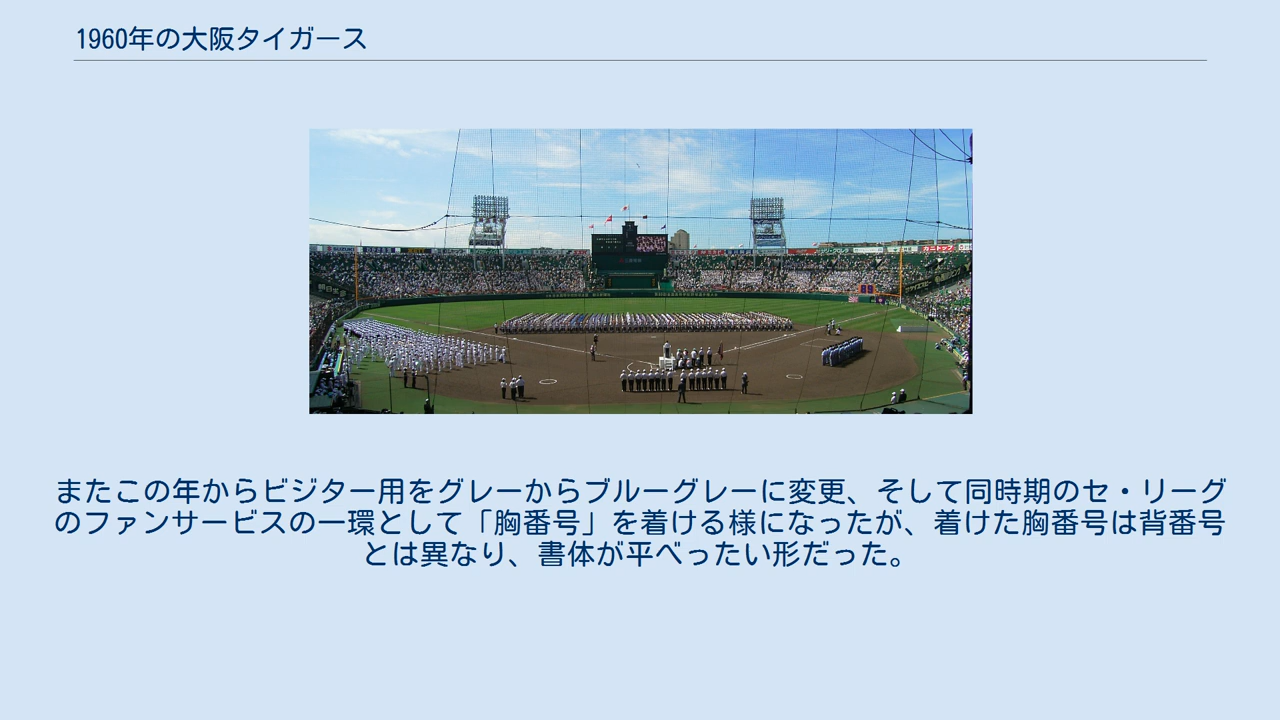 1960年の大阪タイガース
またこの年からビジター用をグレーからブルーグレーに変更、そして同時期のセ・リーグ
のファンサービスの一環として「胸番号」を着ける様になったが、着けた胸番号は背番号
とは異なり、書体が平べったい形だった。